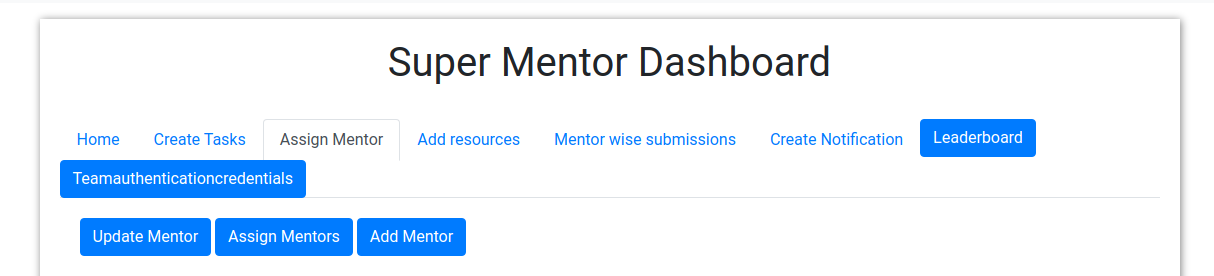 Super Mentor Dashboard
Home Create Tasks Assign Mentor Add resources Mentor wise submissions Create Notification Leaderboard
Teamauthenticationcredentials
Update Mentor Assign Mentors Add Mentor